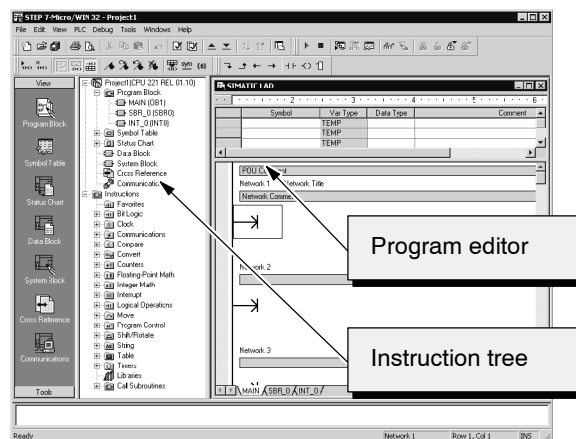 STEP 7-Micro/WIN 32 - Project1
File Edit View PLC Debug Tools Windows Help
View
Program Block
Symbol Table
Status Chart
Data Block
System Block
Cross Reference
Communications
Tools
Project1(CPU 221 REL 01.10)
Program Block
MAIN (OB1)
SBR_0 (SBR0)
INT_0 (INT0)
Symbol Table
Status Chart
Data Block
System Block
Cross Reference
Instructions
Favorites
Bit Logic
Clock
Communications
Compare
Convert
Counters
Floating-Point Math
Integer Math
Interrupt
Logical Operations
Move
Program Control
Shift/Rotate
String
Table
Timers
Libraries
Call Subroutines
SIMATIC LAD
2 3 4 5 6
Symbol Var Type Data Type Comment
TEMP
TEMP
TEMP
POU
Network 1 Network Title
Network
Network 2
Network 3
MAIN SBR_0 INT_0
Program editor
Instruction tree
Ready Network 1 Row 1, Col 1 INS